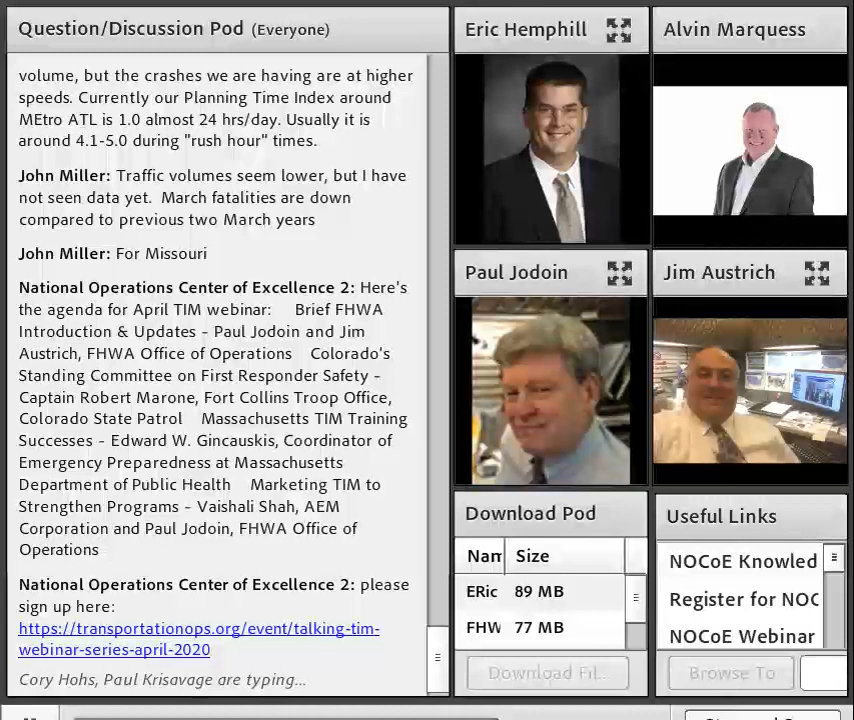 Question/Discussion Pod (Everyone)
volume, but the crashes we are having are at higher
speeds. Currently our Planning Time Index around
MEtro ATL is 1.0 almost 24 hrs/day. Usually it is
around 4.1-5.0 during "rush hour" times.
John Miller: Traffic volumes seem lower, but I have
not seen data yet. March fatalities are down
compared to previous two March years
John Miller: For Missouri
National Operations Center of Excellence 2: Here's
the agenda for April TIM webinar: Brief FHWA
Introduction & Updates - Paul Jodoin and Jim
Austrich, FHWA Office of Operations Colorado's
Standing Committee on First Responder Safety -
Captain Robert Marone, Fort Collins Troop Office,
Colorado State Patrol Massachusetts TIM Training
Successes - Edward W. Gincauskis, Coordinator of
Emergency Preparedness at Massachusetts
Department of Public Health Marketing TIM to
Strengthen Programs - Vaishali Shah, AEM
Corporation and Paul Jodoin, FHWA Office of
Operations
National Operations Center of Excellence 2: please
sign up here:
https://transportationops.org/event/talking-tim-
webinar-series-april-2020
Cory Hohs, Paul Krisavage are typing...
Eric Hemphill
Alvin Marquess
Paul Jodoin
Jim Austrich
Download Pod
Nam Size
ERic 89 MB
FHW 77 MB
Download Fil..
Useful Links
NOCoE Knowled
Register for NOC
NOCoE Webinar
Browse To